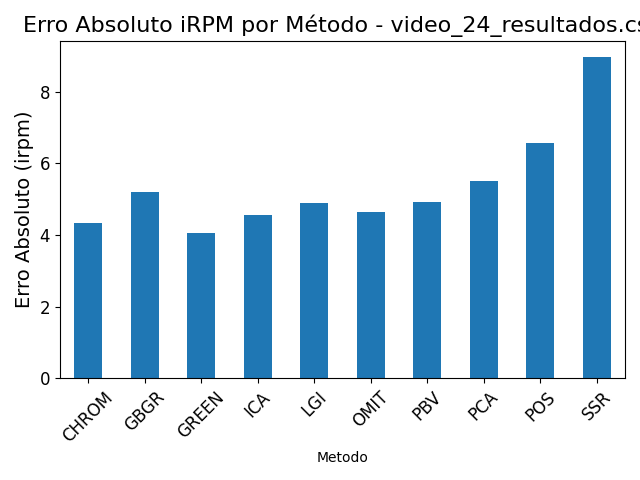 Erro Absoluto iRPM por Método - video_24_resultados.cs
Erro Absoluto (irpm)
8
6
4
2
0
CHROM GBGR GREEN ICA LGI OMIT PBV PCA POS SSR
Metodo